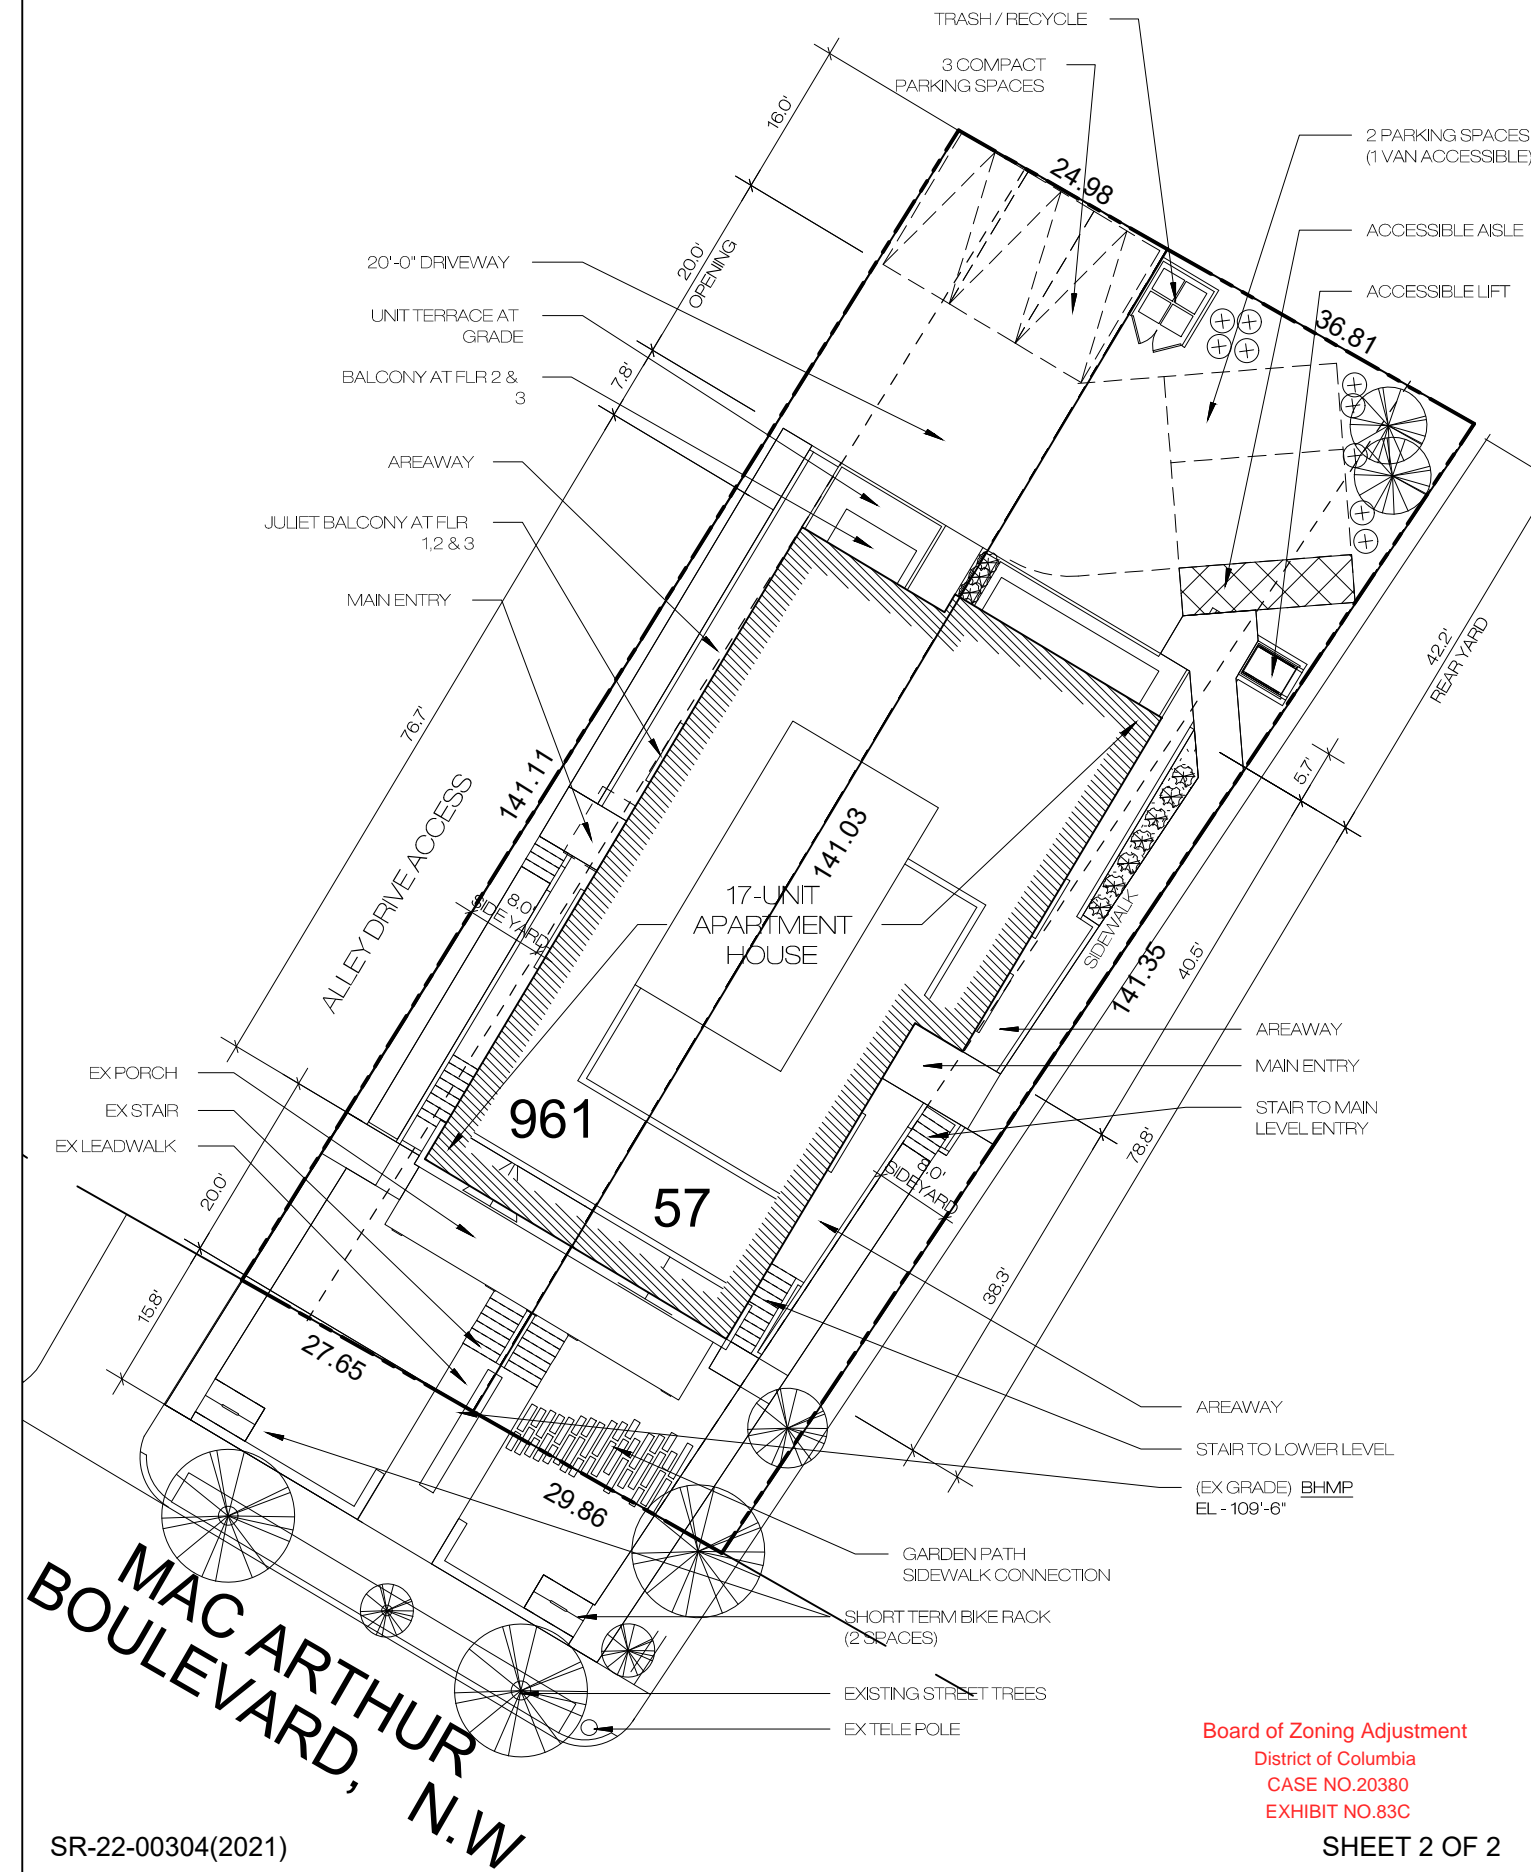 TRASH / RECYCLE
3 COMPACT
PARKING SPACES
2 PARKING SPACES
(1 VAN ACCESSIBLE)
ACCESSIBLE AISLE
ACCESSIBLE LIFT
16.0'
24.98
20.0'
OPENING
36.81
20'-0" DRIVEWAY
UNIT TERRACE AT
GRADE
BALCONY AT FLR 2 &
3
7.8'
AREAWAY
JULIET BALCONY AT FLR
1,2 & 3
MAIN ENTRY
42.2'
REAR YARD
76.7'
141.11
5.7'
ALLEY DRIVE ACCESS
141.03
8.0'
SIDE YARD
17-UNIT
APARTMENT
HOUSE
SIDEWALK
141.35
40.5'
AREAWAY
MAIN ENTRY
STAIR TO MAIN
LEVEL ENTRY
EX PORCH
EX STAIR
EX LEADWALK
961
57
8.0'
SIDEYARD
78.8'
20.0'
15.8'
38.3'
27.65
29.86
AREAWAY
STAIR TO LOWER LEVEL
(EX GRADE) BHMP
EL - 109'-6"
GARDEN PATH
SIDEWALK CONNECTION
SHORT TERM BIKE RACK
(2 SPACES)
EXISTING STREET TREES
EX TELE POLE
MAC ARTHUR
BOULEVARD, N.W
Board of Zoning Adjustment
District of Columbia
CASE NO.20380
EXHIBIT NO.83C
SR-22-00304(2021)
SHEET 2 OF 2